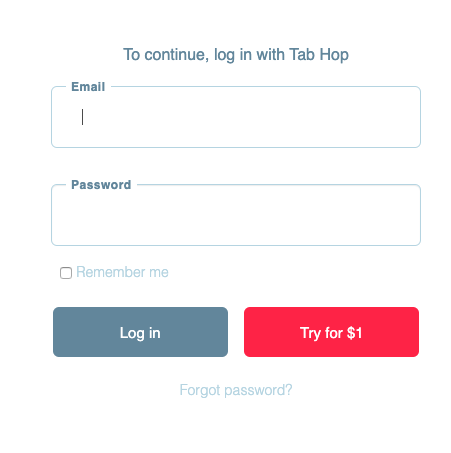 To continue, log in with Tab Hop
Email
Password
Remember me
Log in
Try for $1
Forgot password?